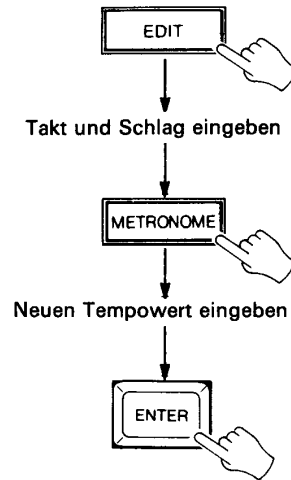 EDIT
Takt und Schlag eingeben
METRONOME
Neuen Tempowert eingeben
ENTER